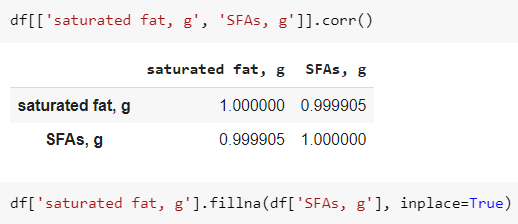 df[['saturated fat, g', 'SFAs, g']].corr()
saturated fat, g SFAs, g
saturated fat, g 1.000000 0.999905
SFAs, g 0.999905 1.000000
df['saturated fat, g'].fillna(df['SFAs, g'], inplace=True)